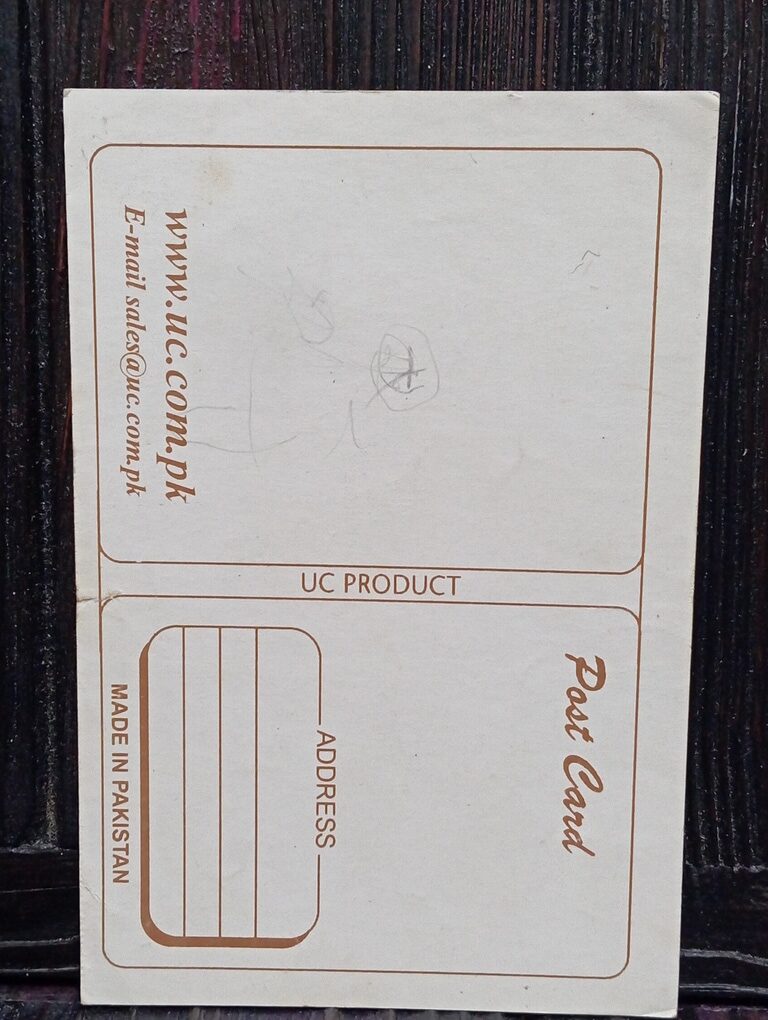 www.uc.com.pk
E-mail sales@uc.com.pk
UC PRODUCT
Post Card
ADDRESS
MADE IN PAKISTAN